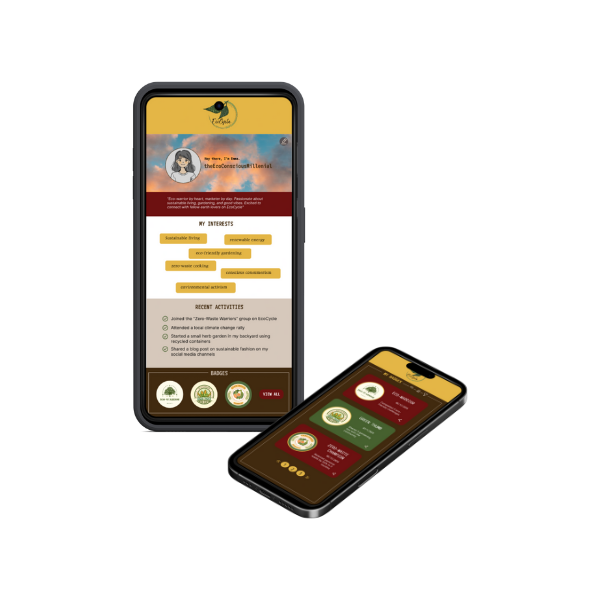 EcoCycle
Hey there, I'm Emma
theEcoConsciousMillenial
"Eco-warrior by heart, marketer by day. Passionate about
sustainable living, gardening, and good vibes. Excited to
connect with fellow earth-lovers on EcoCycle!"
MY INTERESTS
sustainable living
renewable energy
eco-friendly gardening
zero-waste cooking
conscious consumerism
environmental activism
RECENT ACTIVITIES
Joined the "Zero-Waste Warriors" group on EcoCycle
Attended a local climate change rally
Started a small herb garden in my backyard using
recycled containers
Shared a blog post on sustainable fashion on my
social media channels
BADGES
VIEW ALL
MY BADGES
ECO-WARRIOR
GREEN THUMB
ZERO-WASTE
CHAMPION